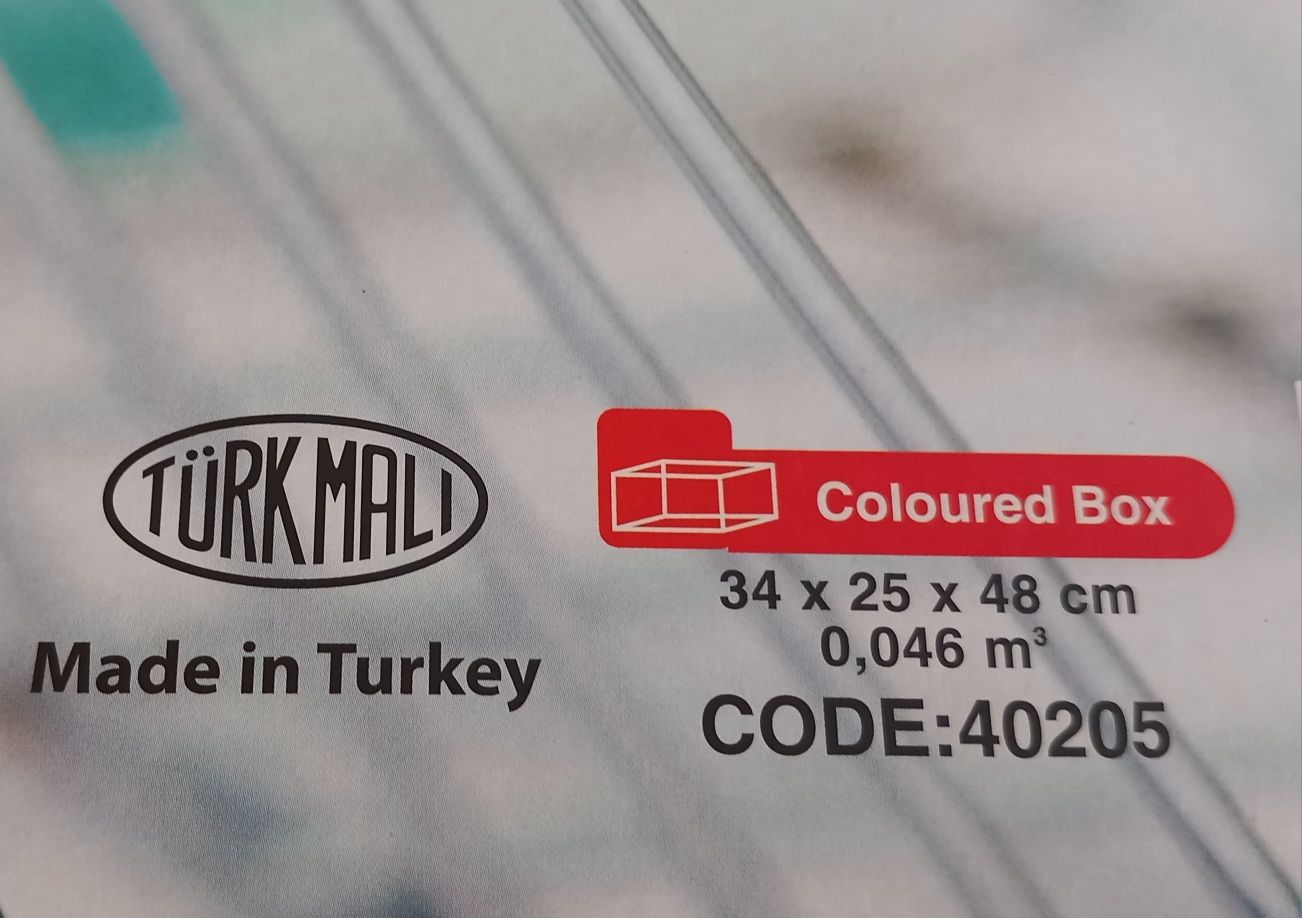 TÜRK MALI
Made in Turkey
Coloured Box
34 x 25 x 48 cm
0,046 m³
CODE:40205